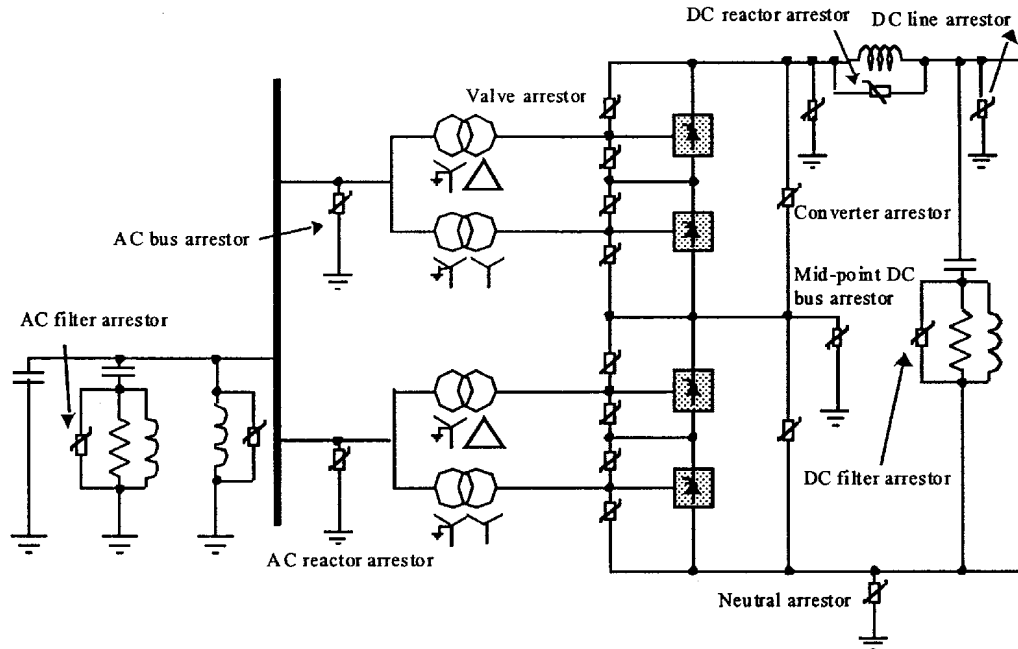 DC reactor arrestor
DC line arrestor
Valve arrestor
AC bus arrestor
Converter arrestor
Mid-point DC
bus arrestor
AC filter arrestor
DC filter arrestor
AC reactor arrestor
Neutral arrestor